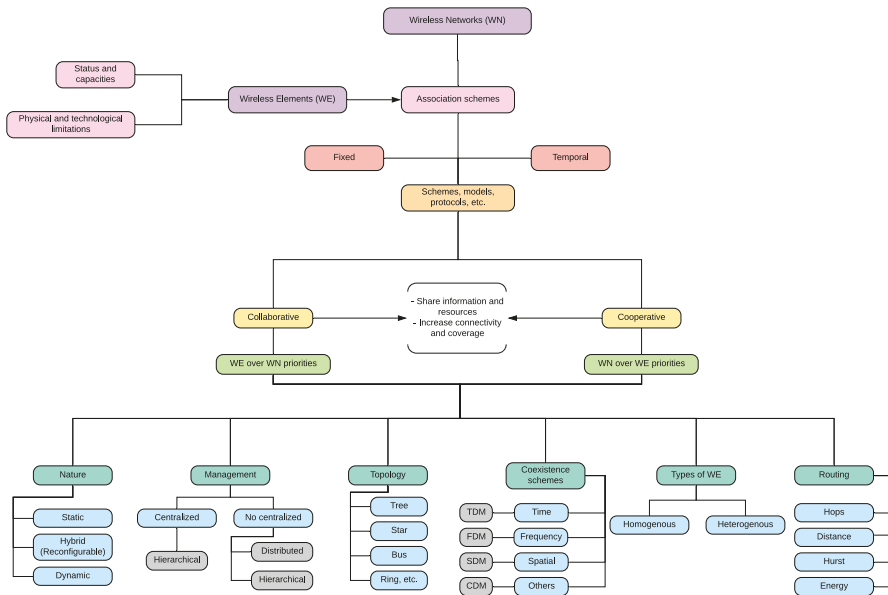 Wireless Networks (WN)
Status and
capacities
Wireless Elements (WE)
Association schemes
Physical and technological
limitations
Fixed
Temporal
Schemes, models,
protocols, etc.
- Share information and
resources
- Increase connectivity
and coverage
Collaborative
Cooperative
WE over WN priorities
WN over WE priorities
Nature
Management
Topology
Coexistence
schemes
Types of WE
Routing
Static
Hybrid
(Reconfigurable)
Dynamic
Centralized
No centralized
Hierarchical
Distributed
Hierarchical
Tree
Star
Bus
Ring, etc.
TDM
Time
FDM
Frequency
SDM
Spatial
CDM
Others
Homogenous
Heterogenous
Hops
Distance
Hurst
Energy